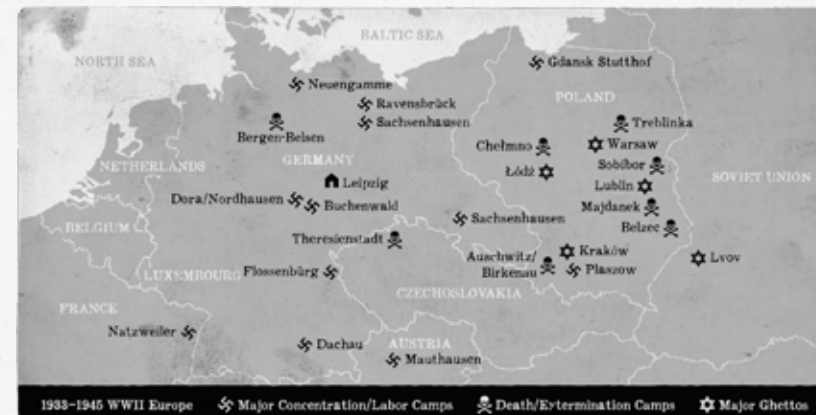 BALTIC SEA
NORTH SEA
Gdansk Stutthof
Neuengamme
POLAND
Ravensbrück
Sachsenhausen
Treblinka
Bergen-Belsen
Chełmno
Warsaw
GERMANY
NETHERLANDS
Sobibor
Łódź
SOVIET UNION
Leipzig
Lublin
Dora/Nordhausen
Buchenwald
Majdanek
Sachsenhausen
BELGIUM
Belzec
Theresienstadt
Kraków
Auschwitz/
Birkenau
Lvov
LUXEMBOURG
Flossenbürg
Plaszow
CZECHOSLOVAKIA
FRANCE
Natzweiler
Dachau
AUSTRIA
Mauthausen
1933–1945 WWII Europe
Major Concentration/Labor Camps
Death/Extermination Camps
Major Ghettos